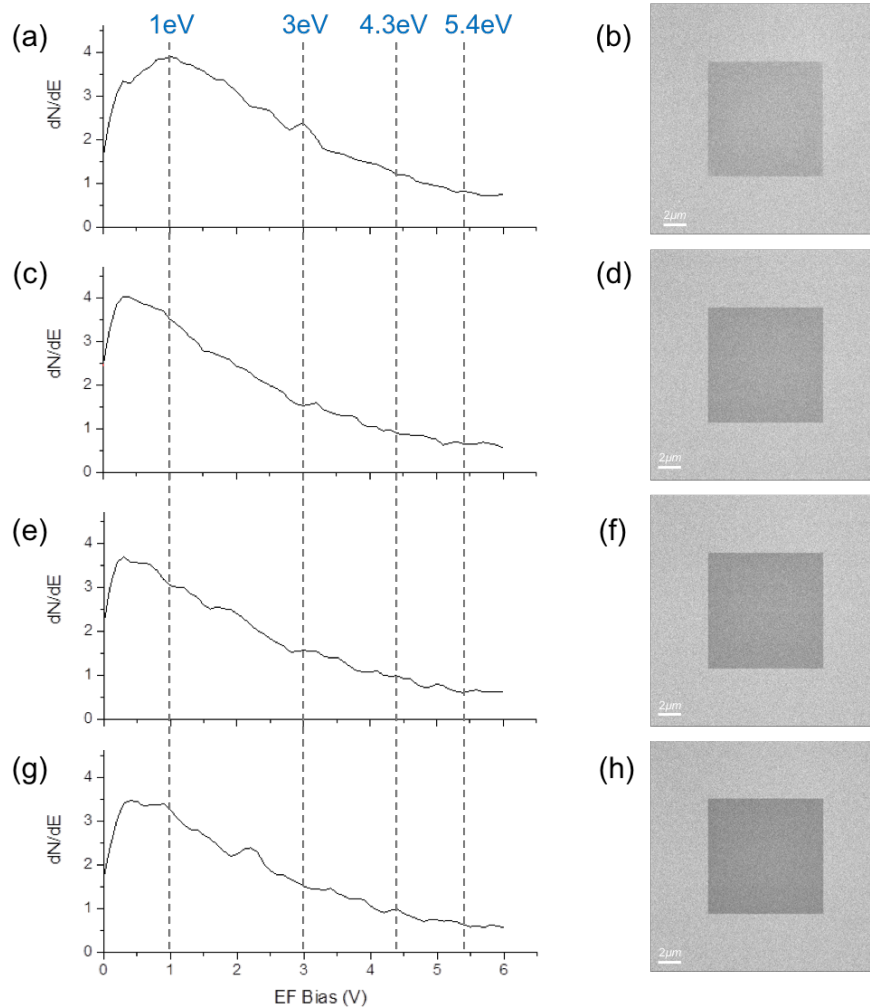 1eV 3eV 4.3eV 5.4eV
(a)
dN/dE
4
3
2
1
0
(b)
2µm
(c)
dN/dE
4
3
2
1
0
(d)
2µm
(e)
dN/dE
4
3
2
1
0
(f)
2µm
(g)
dN/dE
4
3
2
1
0
0 1 2 3 4 5 6
EF Bias (V)
(h)
2µm